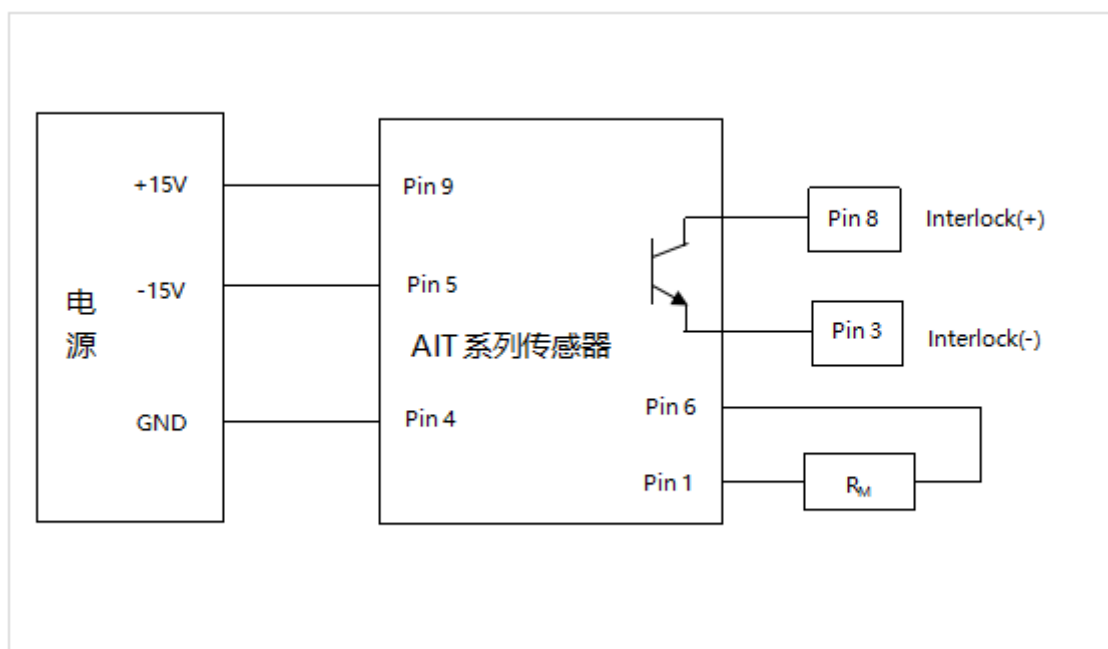 +15V
Pin 9
Pin 8
Interlock(+)
-15V
Pin 5
电
源
AIT 系列传感器
Pin 3
Interlock(-)
GND
Pin 4
Pin 6
Pin 1
RM